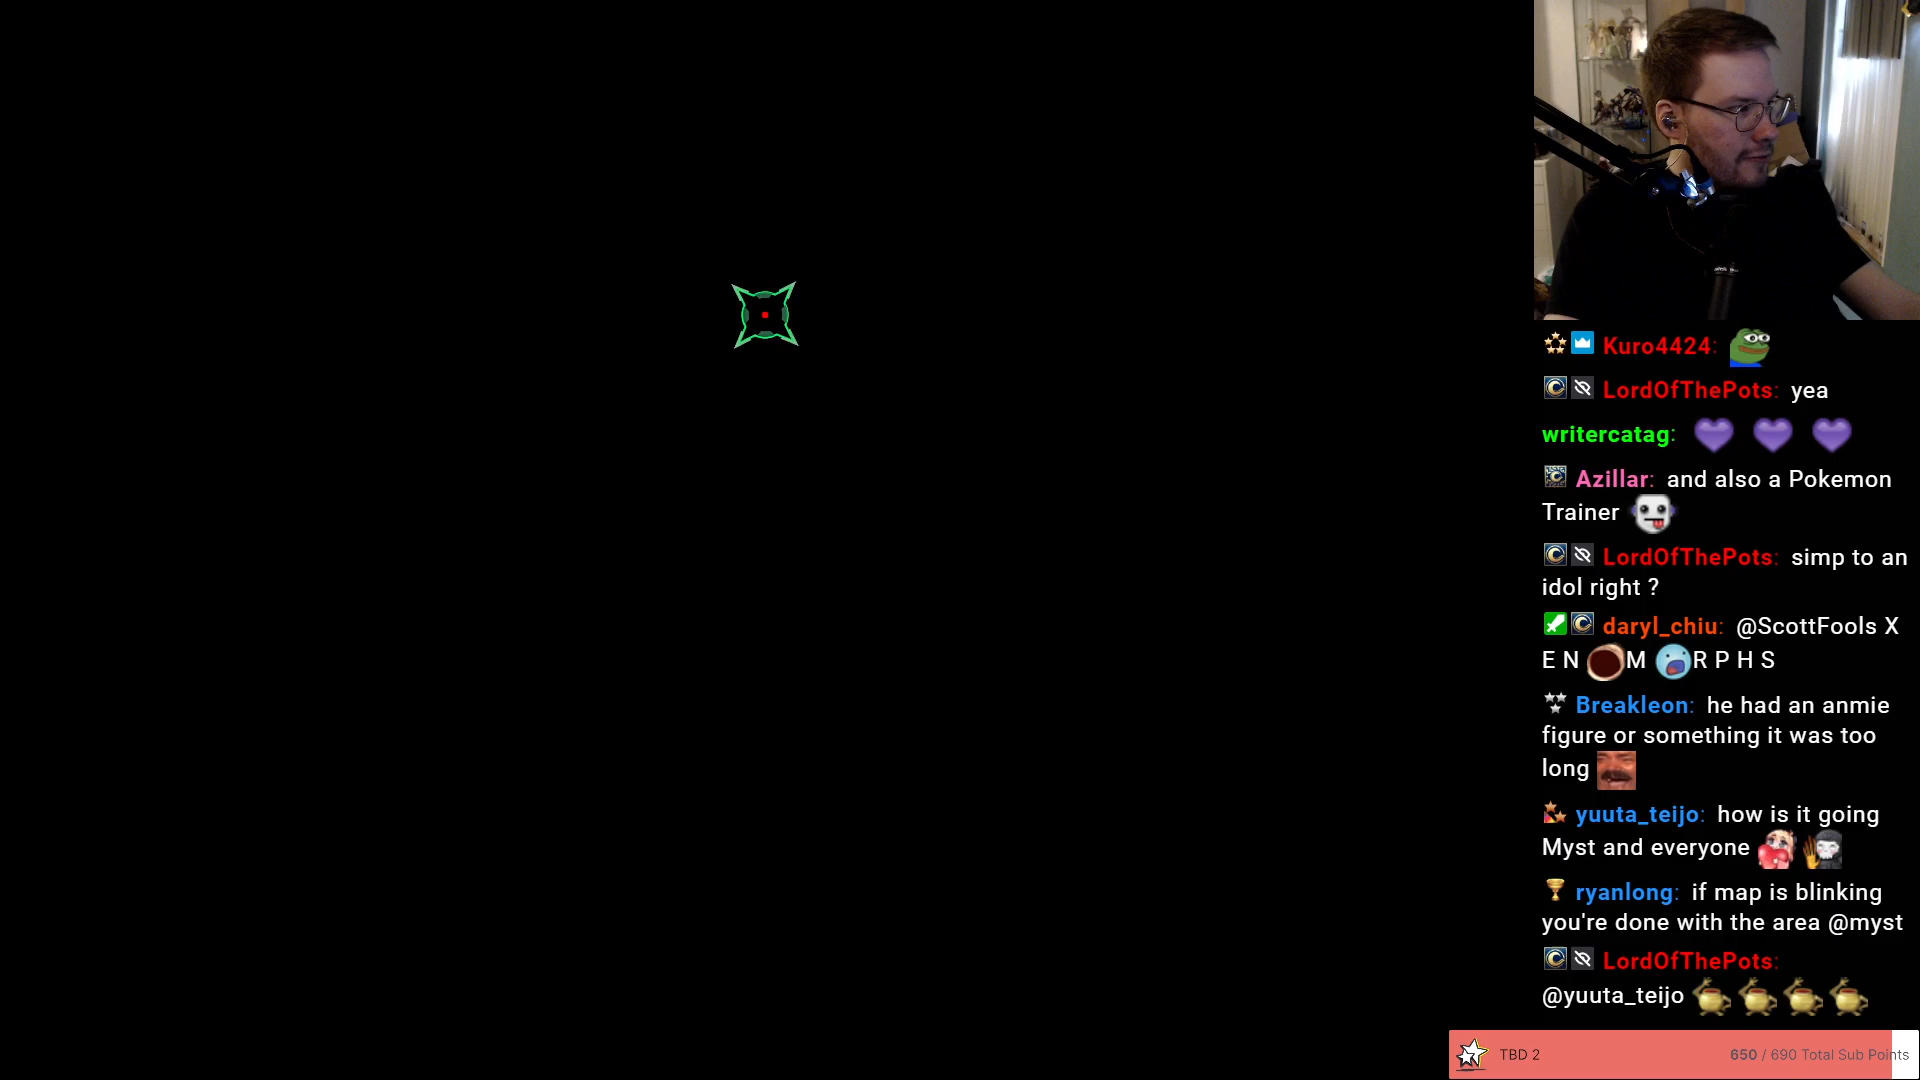 Kuro4424:
LordOfThePots: yea
writercatag:
Azillar: and also a Pokemon
Trainer
LordOfThePots: simp to an
idol right ?
daryl_chiu: @ScottFools X
E N M R P H S
Breakleon: he had an anmie
figure or something it was too
long
yuuta_teijo: how is it going
Myst and everyone
ryanlong: if map is blinking
you're done with the area @myst
LordOfThePots:
@yuuta_teijo
TBD 2 650 / 690 Total Sub Points